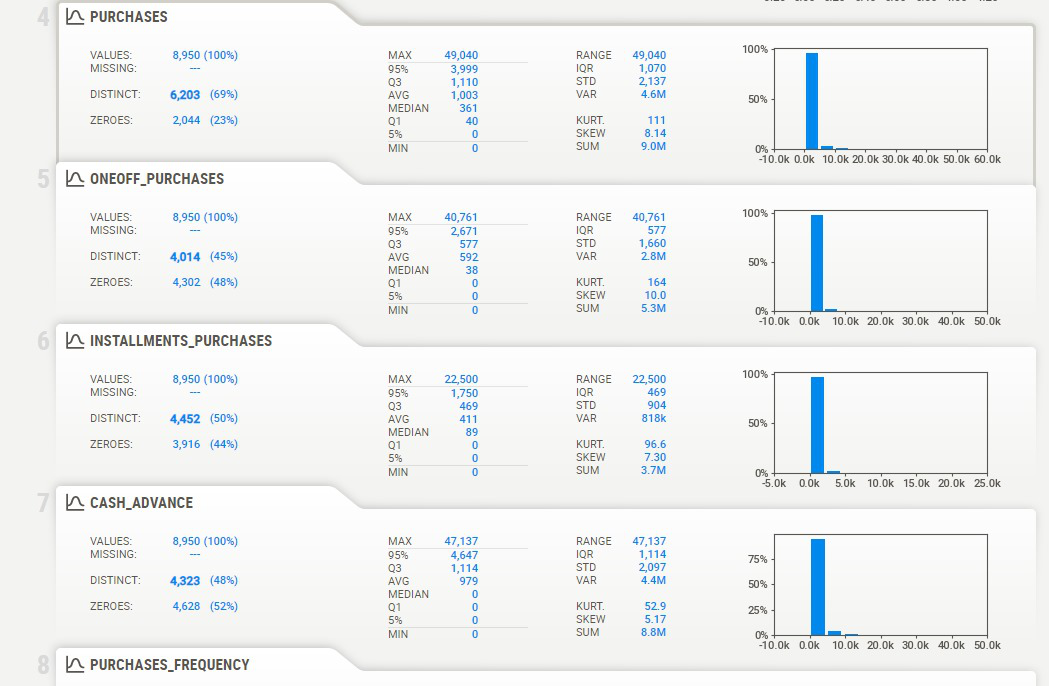 4 PURCHASES
VALUES: 8,950 (100%)
MISSING: ---
DISTINCT: 6,203 (69%)
ZEROES: 2,044 (23%)
MAX 49,040
95% 3,999
Q3 1,110
AVG 1,003
MEDIAN 361
Q1 40
5% 0
MIN 0
RANGE 49,040
IQR 1,070
STD 2,137
VAR 4.6M
KURT. 111
SKEW 8.14
SUM 9.0M
100%
50%
0%
-10.0k 0.0k 10.0k 20.0k 30.0k 40.0k 50.0k 60.0k
5 ONEOFF_PURCHASES
VALUES: 8,950 (100%)
MISSING: ---
DISTINCT: 4,014 (45%)
ZEROES: 4,302 (48%)
MAX 40,761
95% 2,671
Q3 577
AVG 592
MEDIAN 38
Q1 0
5% 0
MIN 0
RANGE 40,761
IQR 577
STD 1,660
VAR 2.8M
KURT. 164
SKEW 10.0
SUM 5.3M
100%
50%
0%
-10.0k 0.0k 10.0k 20.0k 30.0k 40.0k 50.0k
6 INSTALLMENTS_PURCHASES
VALUES: 8,950 (100%)
MISSING: ---
DISTINCT: 4,452 (50%)
ZEROES: 3,916 (44%)
MAX 22,500
95% 1,750
Q3 469
AVG 411
MEDIAN 89
Q1 0
5% 0
MIN 0
RANGE 22,500
IQR 469
STD 904
VAR 818k
KURT. 96.6
SKEW 7.30
SUM 3.7M
100%
50%
0%
-5.0k 0.0k 5.0k 10.0k 15.0k 20.0k 25.0k
7 CASH_ADVANCE
VALUES: 8,950 (100%)
MISSING: ---
DISTINCT: 4,323 (48%)
ZEROES: 4,628 (52%)
MAX 47,137
95% 4,647
Q3 1,114
AVG 979
MEDIAN 0
Q1 0
5% 0
MIN 0
RANGE 47,137
IQR 1,114
STD 2,097
VAR 4.4M
KURT. 52.9
SKEW 5.17
SUM 8.8M
75%
50%
25%
0%
-10.0k 0.0k 10.0k 20.0k 30.0k 40.0k 50.0k
8 PURCHASES_FREQUENCY